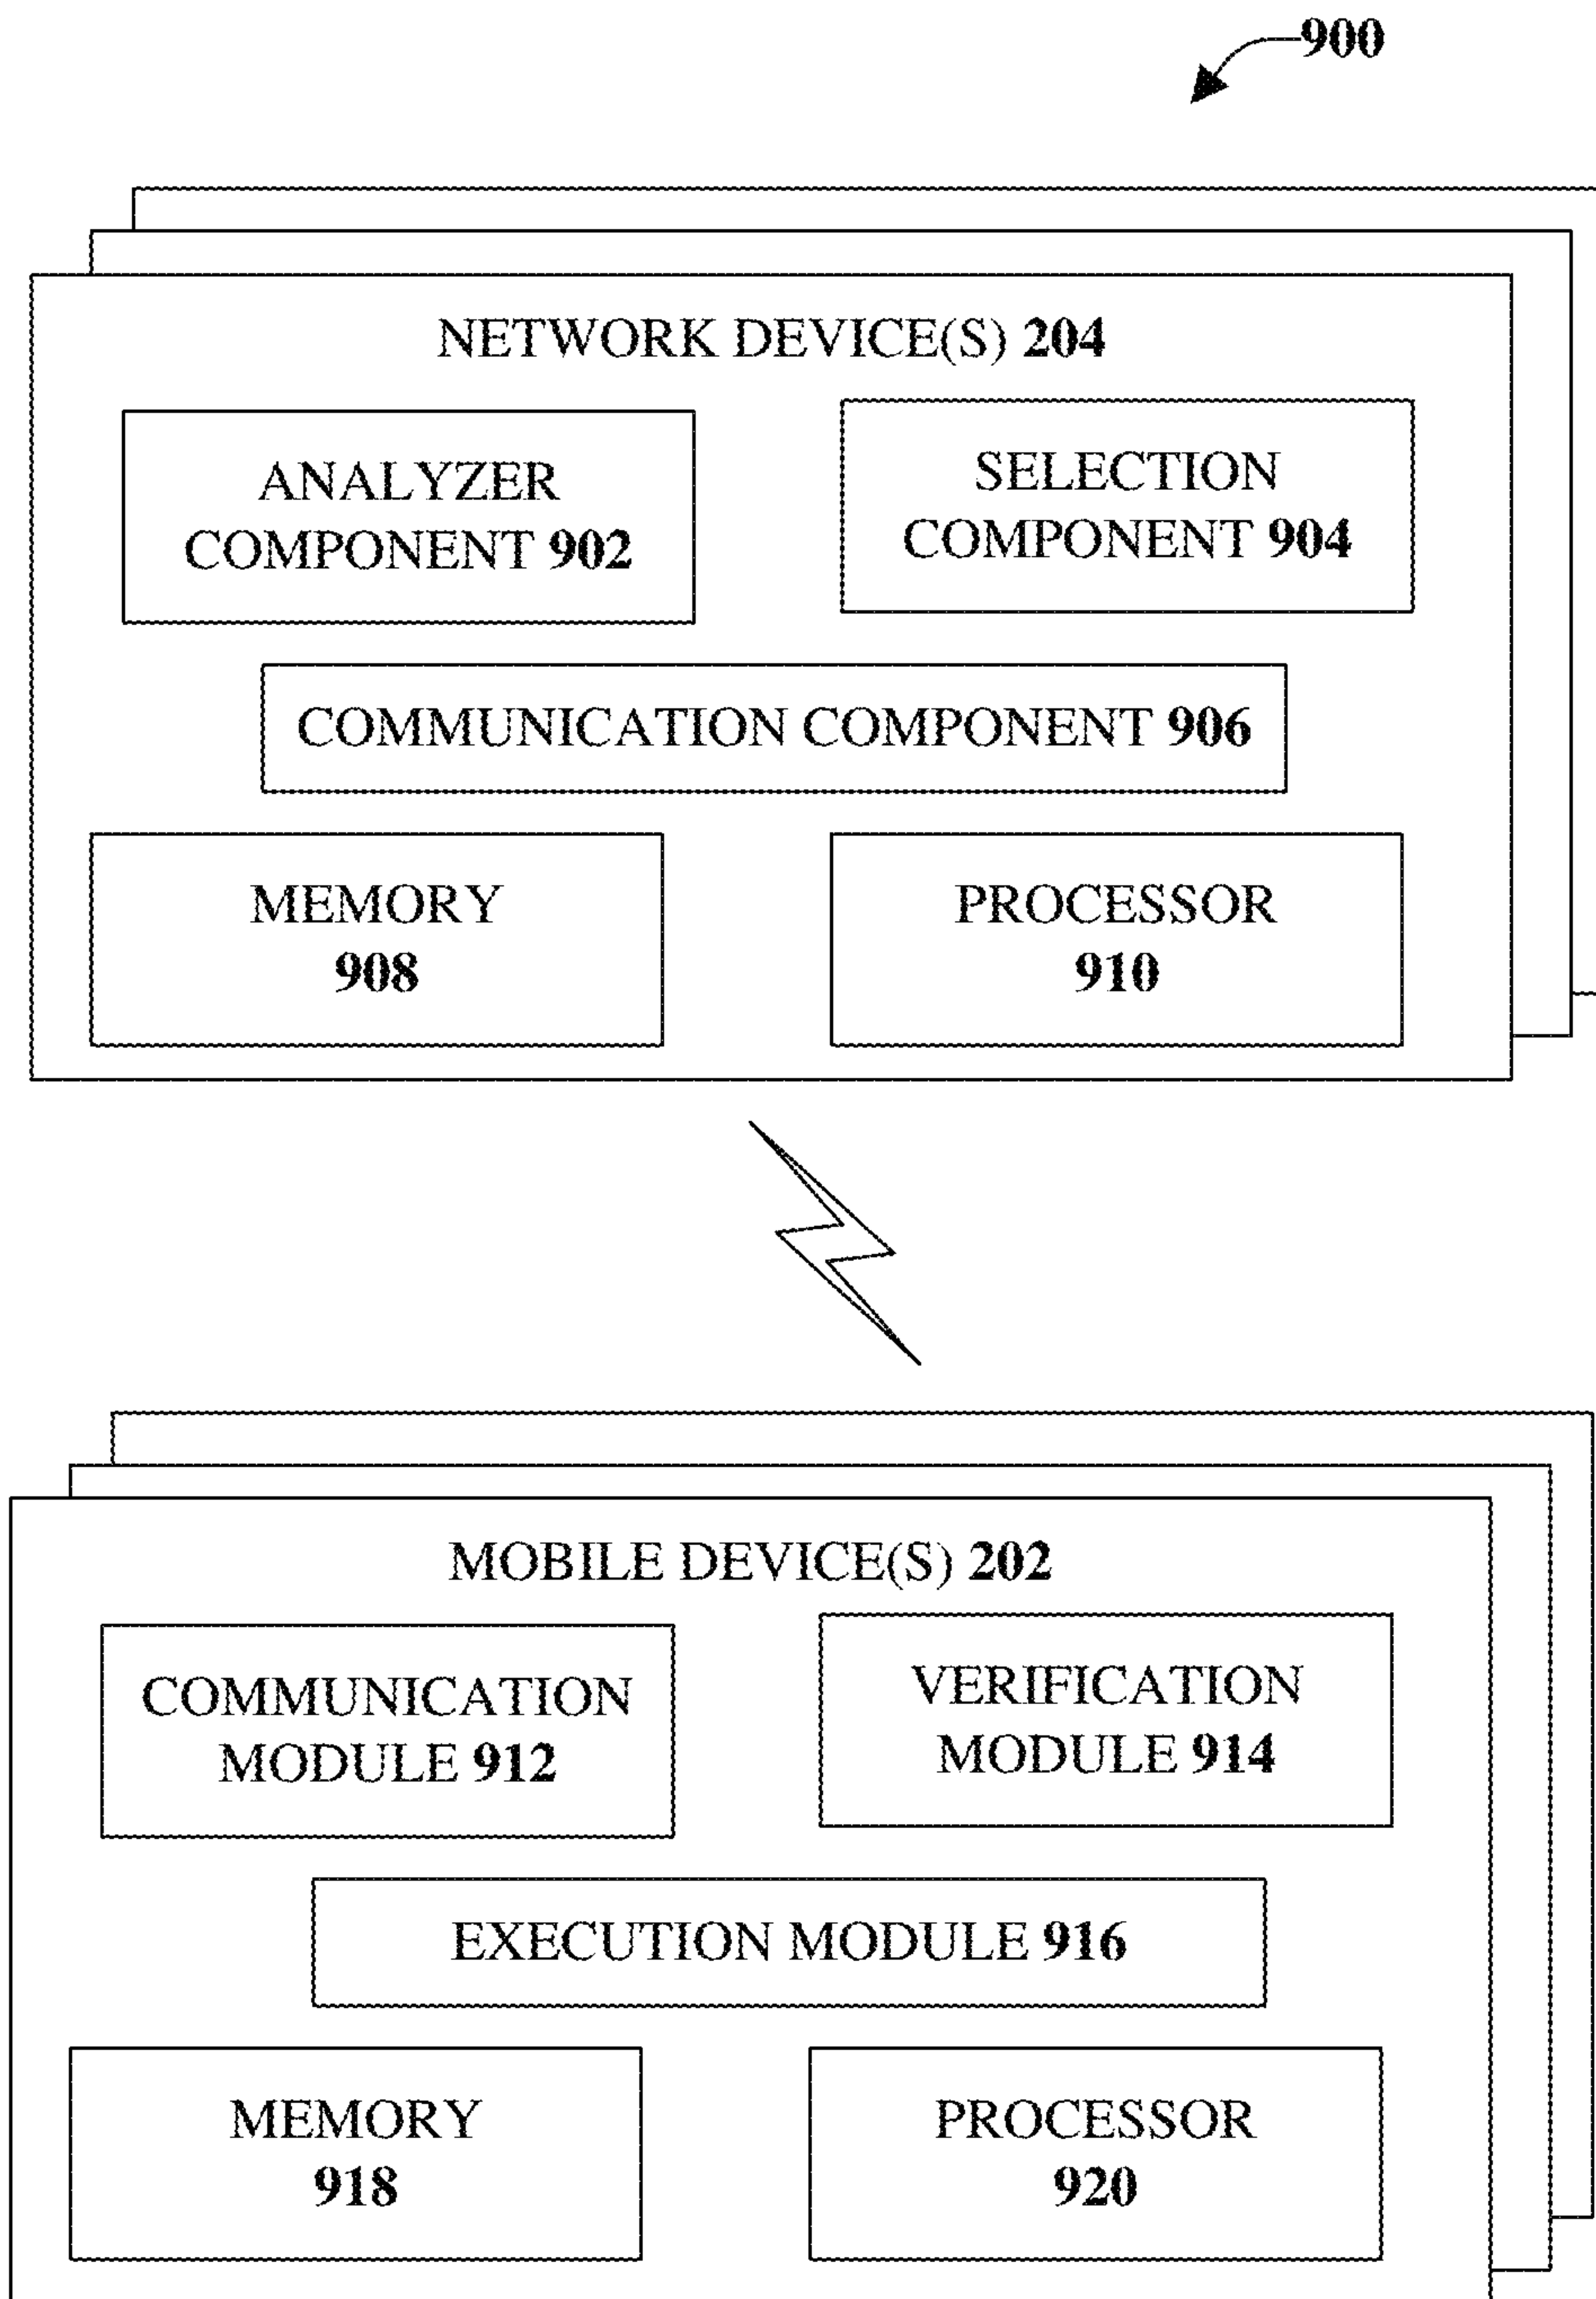 900
NETWORK DEVICE(S) 204
ANALYZER
COMPONENT 902
SELECTION
COMPONENT 904
COMMUNICATION COMPONENT 906
MEMORY
908
PROCESSOR
910
MOBILE DEVICE(S) 202
COMMUNICATION
MODULE 912
VERIFICATION
MODULE 914
EXECUTION MODULE 916
MEMORY
918
PROCESSOR
920